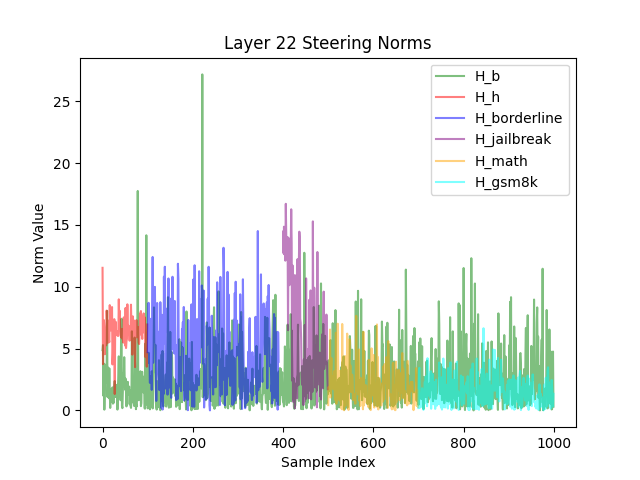 Layer 22 Steering Norms
H_b
H_h
H_borderline
H_jailbreak
H_math
H_gsm8k
Norm Value
25
20
15
10
5
0
0
200
400
600
800
1000
Sample Index